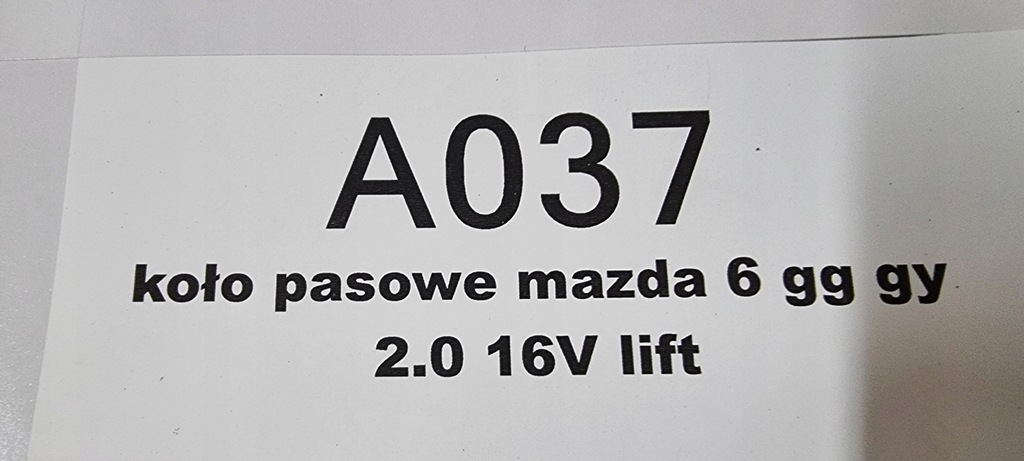 A037
koło pasowe mazda 6 gg gy
2.0 16V lift